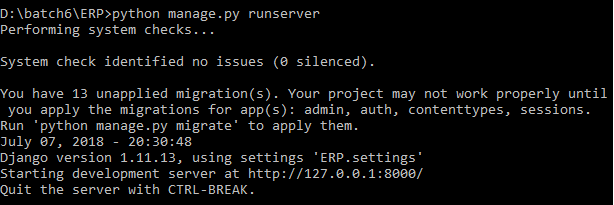 D:\batch6\ERP>python manage.py runserver
Performing system checks...
System check identified no issues (0 silenced).
You have 13 unapplied migration(s). Your project may not work properly until
you apply the migrations for app(s): admin, auth, contenttypes, sessions.
Run 'python manage.py migrate' to apply them.
July 07, 2018 - 20:30:48
Django version 1.11.13, using settings 'ERP.settings'
Starting development server at http://127.0.0.1:8000/
Quit the server with CTRL-BREAK.